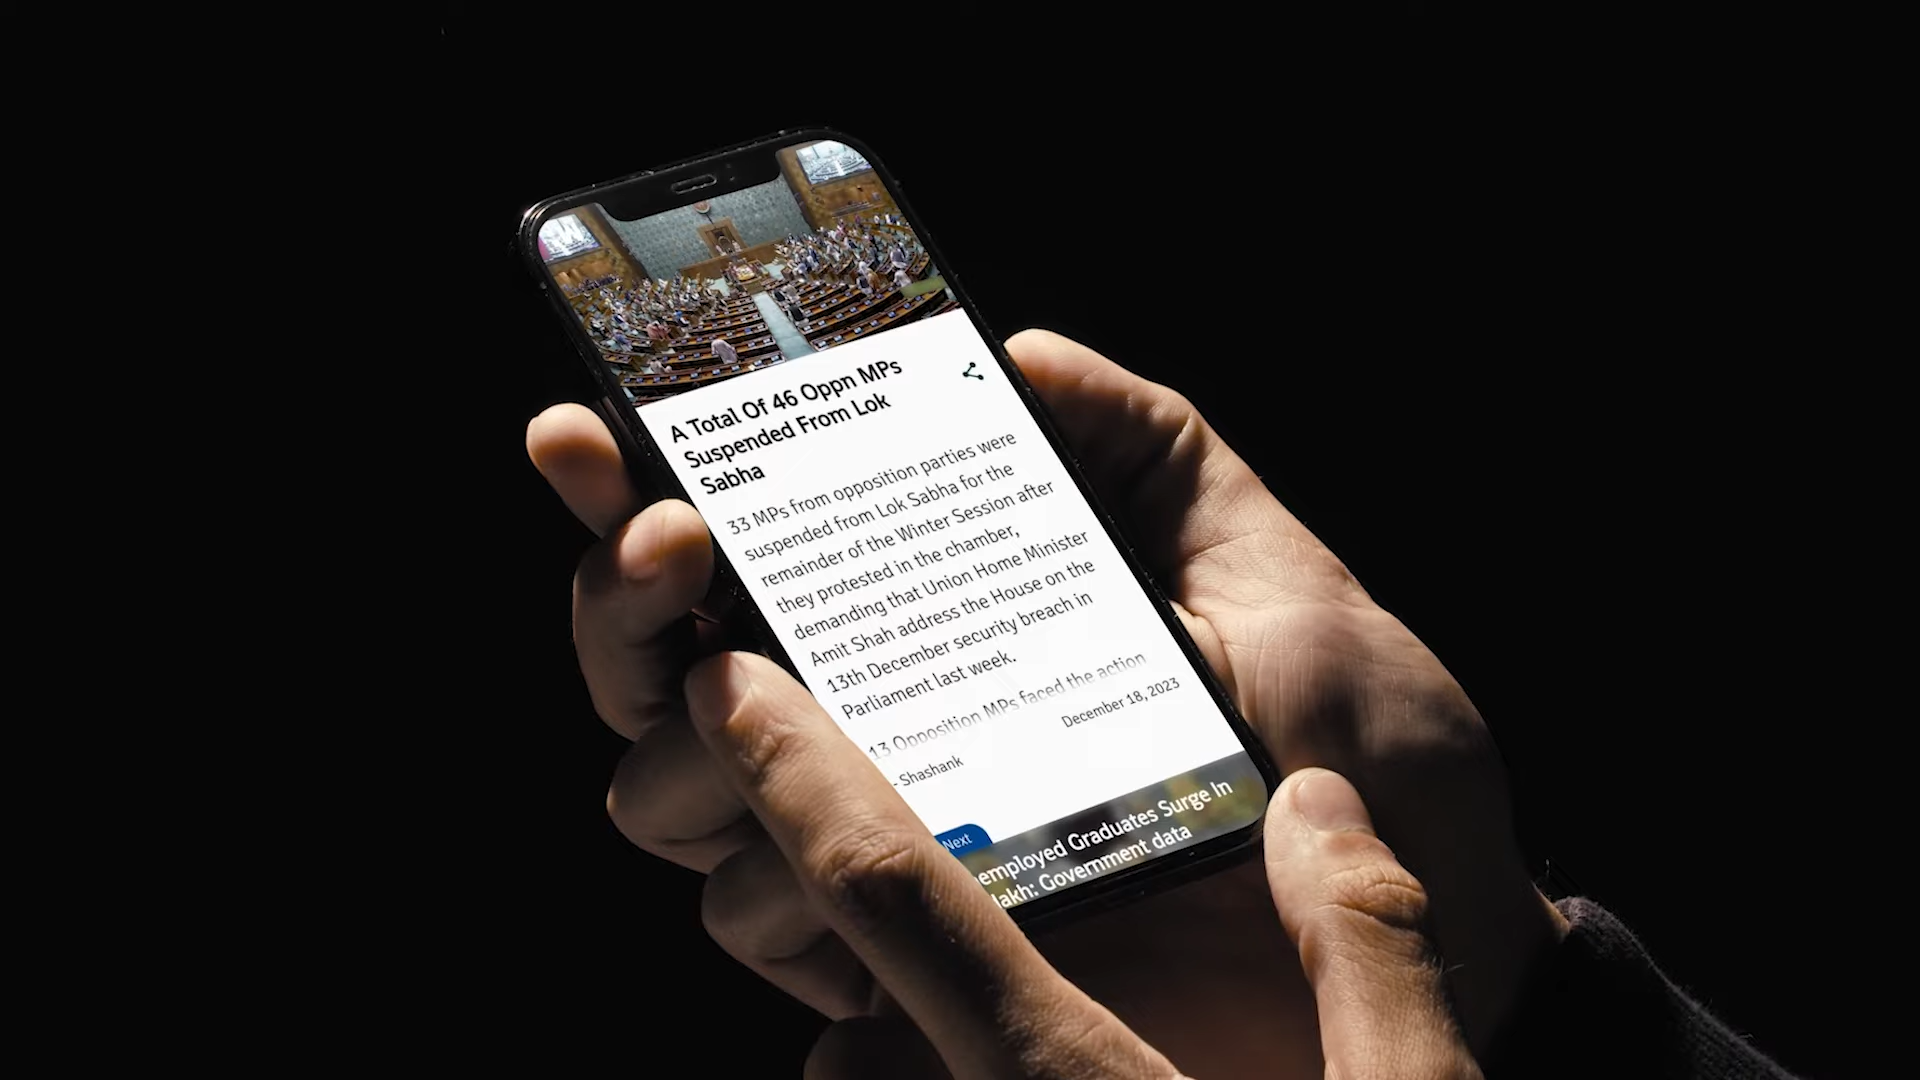 A Total Of 46 Oppn MPs
Suspended From Lok
Sabha
33 MPs from opposition parties were
suspended from Lok Sabha for the
remainder of the Winter Session after
they protested in the chamber,
demanding that Union Home Minister
Amit Shah address the House on the
13th December security breach in
Parliament last week.
13 Opposition MPs faced the action
- Shashank
December 18, 2023
Next
employed Graduates Surge In
lakh: Government data